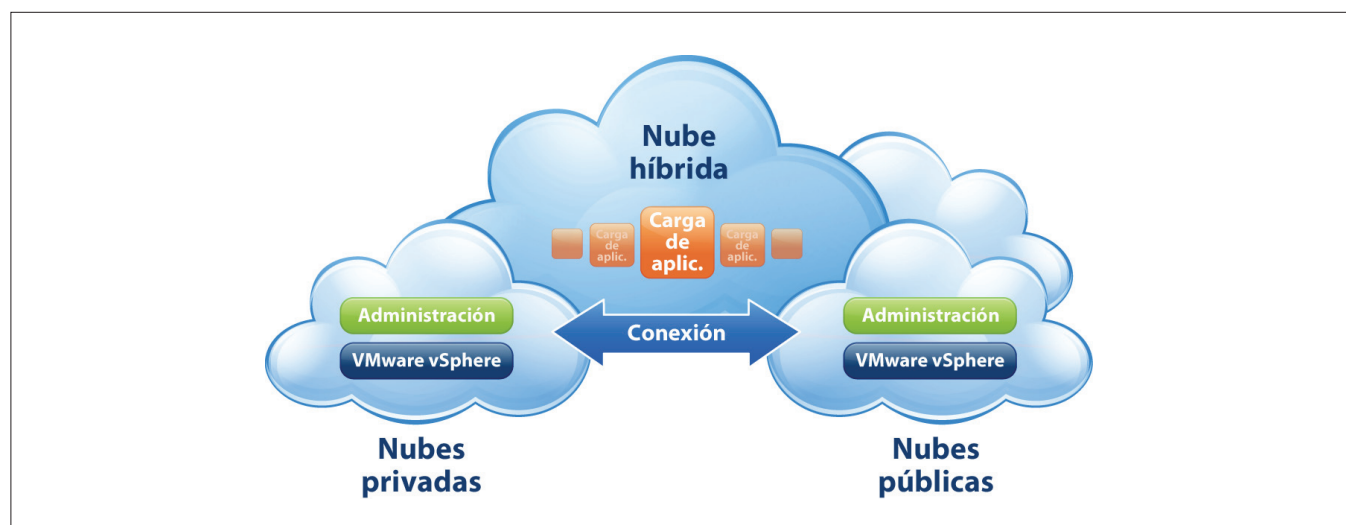 Nube
híbrida
Carga
de
aplic.
Carga
de
aplic.
Carga
de
aplic.
Administración
VMware vSphere
Conexión
Administración
VMware vSphere
Nubes
privadas
Nubes
públicas